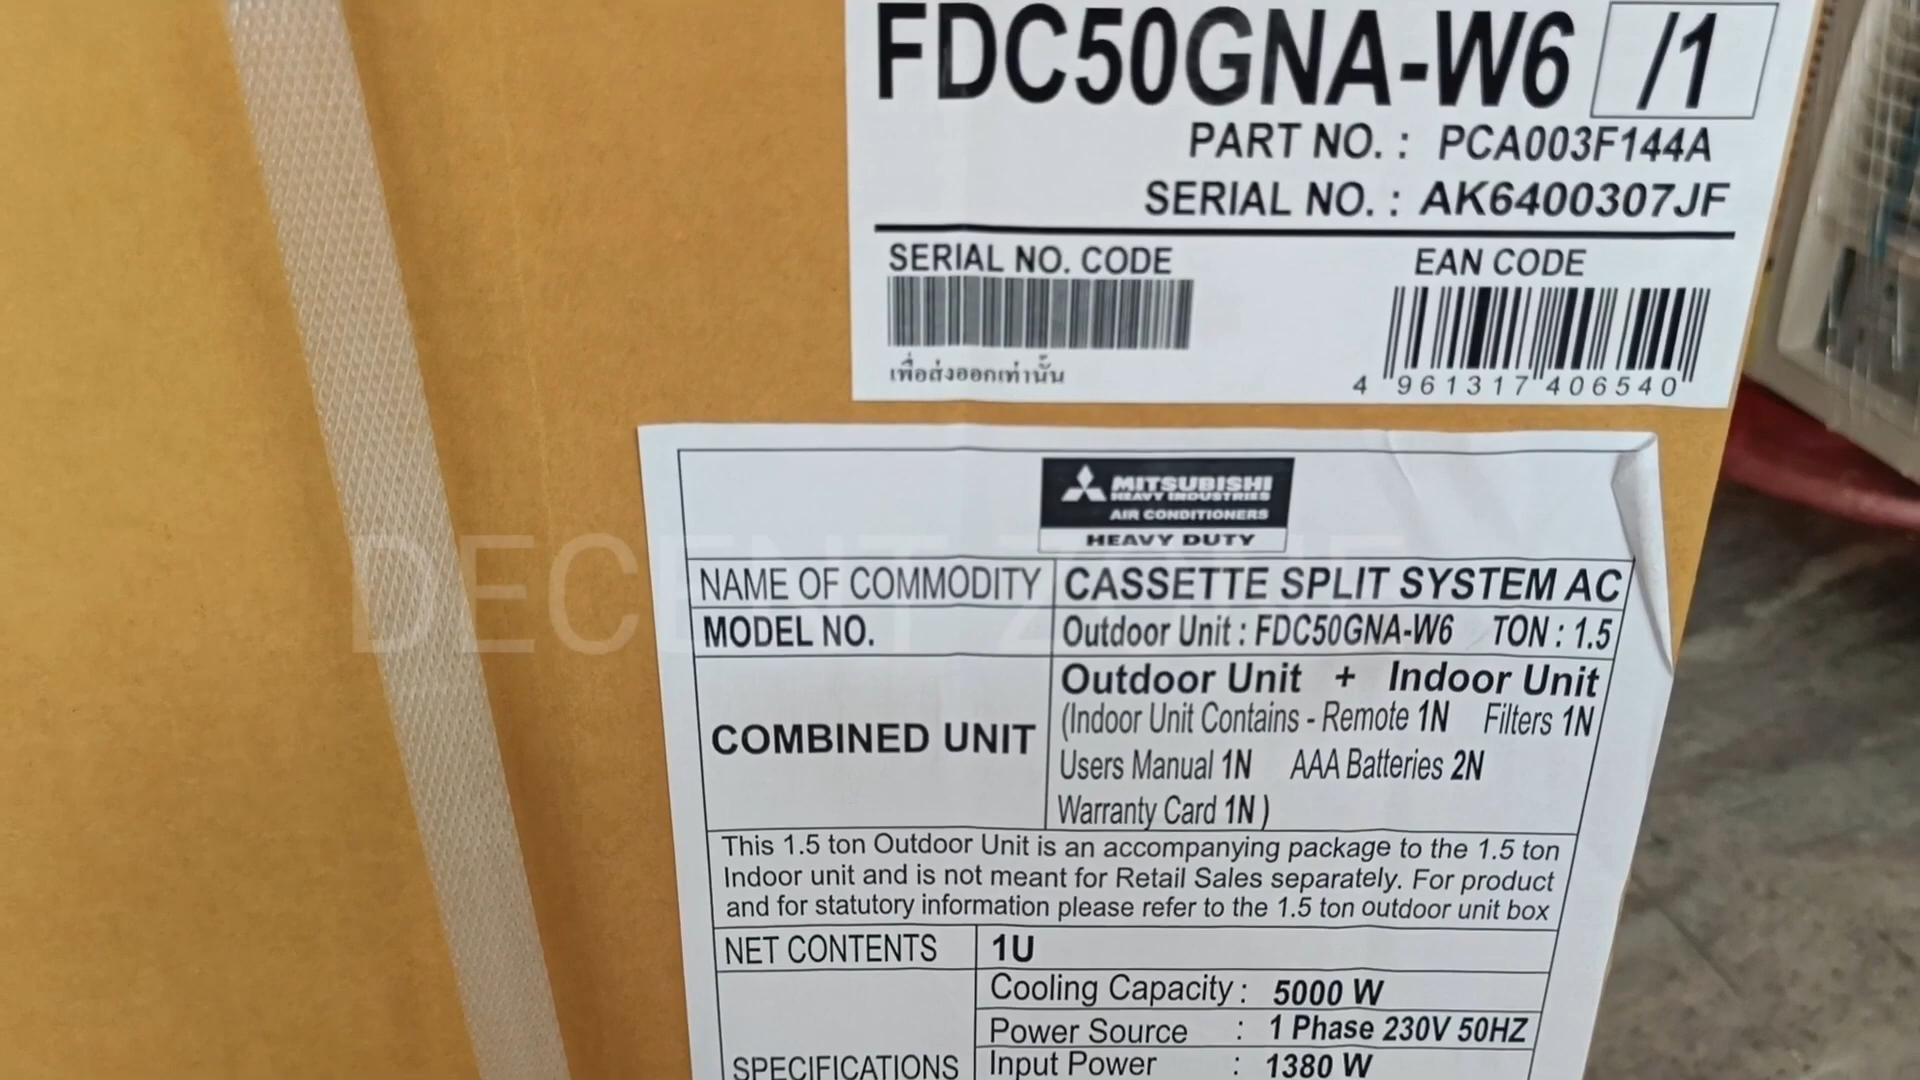 FDC50GNA-W6 /1
PART NO. : PCA003F144A
SERIAL NO. : AK6400307JF
SERIAL NO. CODE
EAN CODE
เพื่อส่งออกเท่านั้น
4 961317 406540
MITSUBISHI
HEAVY INDUSTRIES
AIR CONDITIONERS
HEAVY DUTY
DECENT ZONE
NAME OF COMMODITY CASSETTE SPLIT SYSTEM AC
MODEL NO. Outdoor Unit : FDC50GNA-W6 TON : 1.5
COMBINED UNIT
Outdoor Unit + Indoor Unit
(Indoor Unit Contains - Remote 1N Filters 1N
Users Manual 1N AAA Batteries 2N
Warranty Card 1N )
This 1.5 ton Outdoor Unit is an accompanying package to the 1.5 ton
Indoor unit and is not meant for Retail Sales separately. For product
and for statutory information please refer to the 1.5 ton outdoor unit box
NET CONTENTS 1U
SPECIFICATIONS
Cooling Capacity : 5000 W
Power Source : 1 Phase 230V 50HZ
Input Power : 1380 W